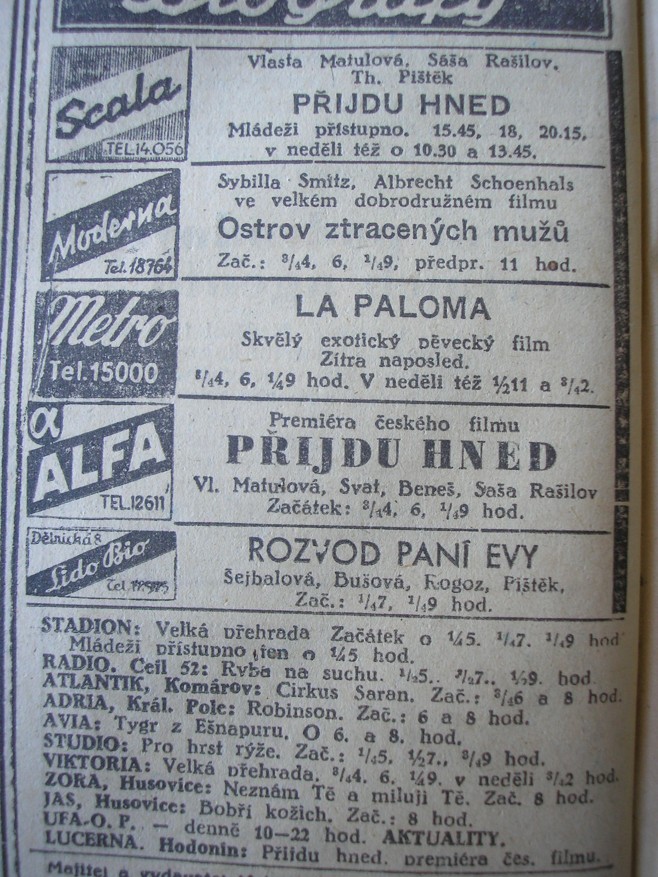 Biografy
Scala
TEL.14.056
Vlasta Matulová, Sáša Rašilov,
Th. Pištěk
PŘIJDU HNED
Mládeži přístupno. 15.45, 18, 20.15,
v neděli též o 10.30 a 13.45.
Moderna
Tel. 18764
Sybilla Smitz, Albrecht Schoenhals
ve velkém dobrodružném filmu
Ostrov ztracených mužů
Zač.: ³/₄4, 6, ¹/₄9, předpr. 11 hod.
Metro
Tel. 15000
LA PALOMA
Skvělý exotický pěvecký film
Zítra naposled.
³/₄4, 6, ¹/₄9 hod. V neděli též ½11 a ³/₄2.
α
ALFA
TEL.12611
Premiéra českého filmu
PŘIJDU HNED
Vl. Matulová, Svat. Beneš, Saša Rašilov
Začátek: ³/₄4, 6, ¹/₄9 hod.
Dělnická 8
Lido Bio
Tel.
ROZVOD PANÍ EVY
Šejbalová, Bušová, Rogoz, Pištěk,
Zač.: ¹/₄7, ¹/₄9 hod.
STADION: Velká přehrada Začátek o ¼5. ¹/₄7. ¹/₄9 hod
Mládeži přístupno jen o ¼5 hod.
RADIO. Cejl 52: Ryba na suchu. ¹/₂5.. ³/₄7.. ½9. hod.
ATLANTIK, Komárov: Cirkus Saran. Zač.: ³/₄6 a 8 hod.
ADRIA, Král. Pole: Robinson. Zač.: 6 a 8 hod.
AVIA: Tygr z Ešnapuru. O 6. a 8. hod.
STUDIO: Pro hrst rýže. Zač.: ¹/₄5. ½7., ³/₄9 hod.
VIKTORIA: Velká přehrada. ³/₄4. 6. ¼9. v neděli ³/₄2 hod.
ZORA, Husovice: Neznám Tě a miluji Tě. Zač. 8 hod.
JAS, Husovice: Bobří kožich. Zač.: 8 hod.
UFA-O. P. — denně 10—22 hod. AKTUALITY.
LUCERNA. Hodonín: Přijdu hned. premiéra čes. filmu.
Majitel a